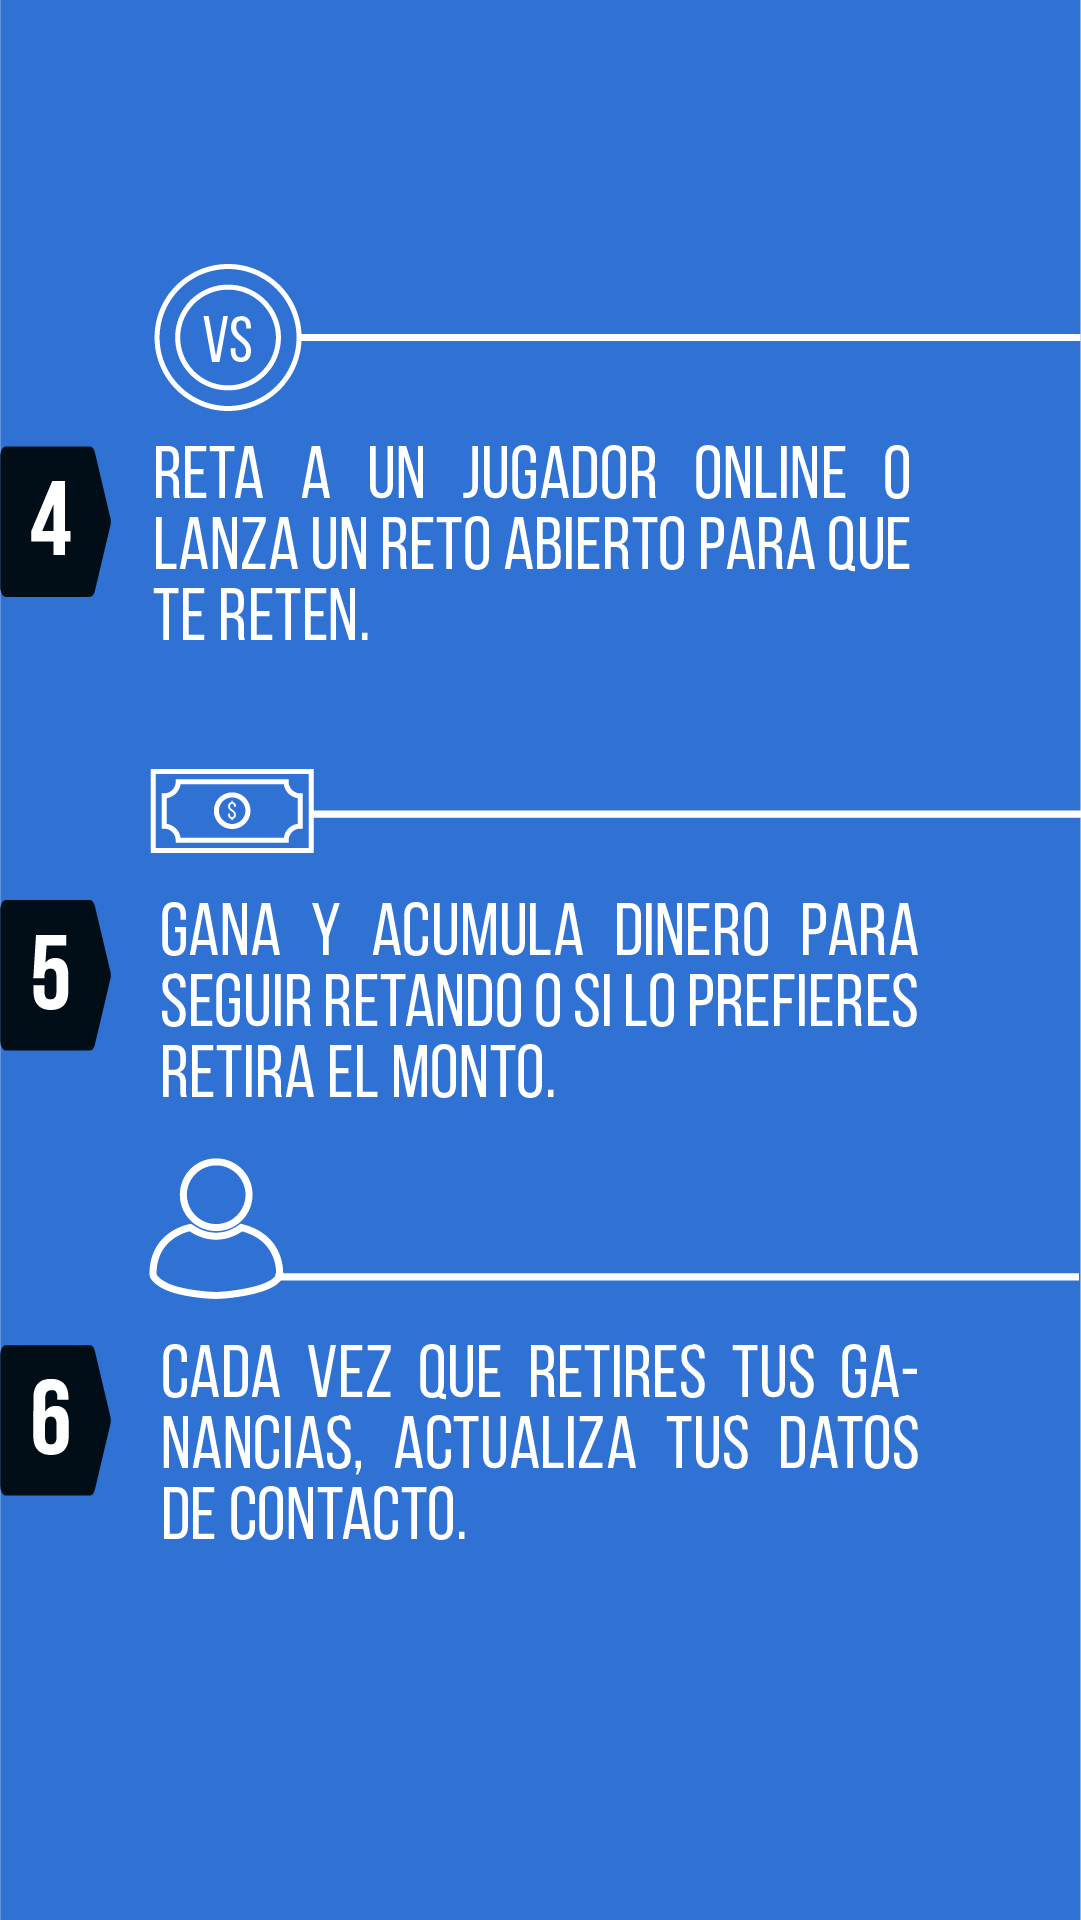 VS
4
RETA A UN JUGADOR ONLINE O
LANZA UN RETO ABIERTO PARA QUE
TE RETEN.
$
5
GANA Y ACUMULA DINERO PARA
SEGUIR RETANDO O SI LO PREFIERES
RETIRA EL MONTO.
6
CADA VEZ QUE RETIRES TUS GA-
NANCIAS, ACTUALIZA TUS DATOS
DE CONTACTO.